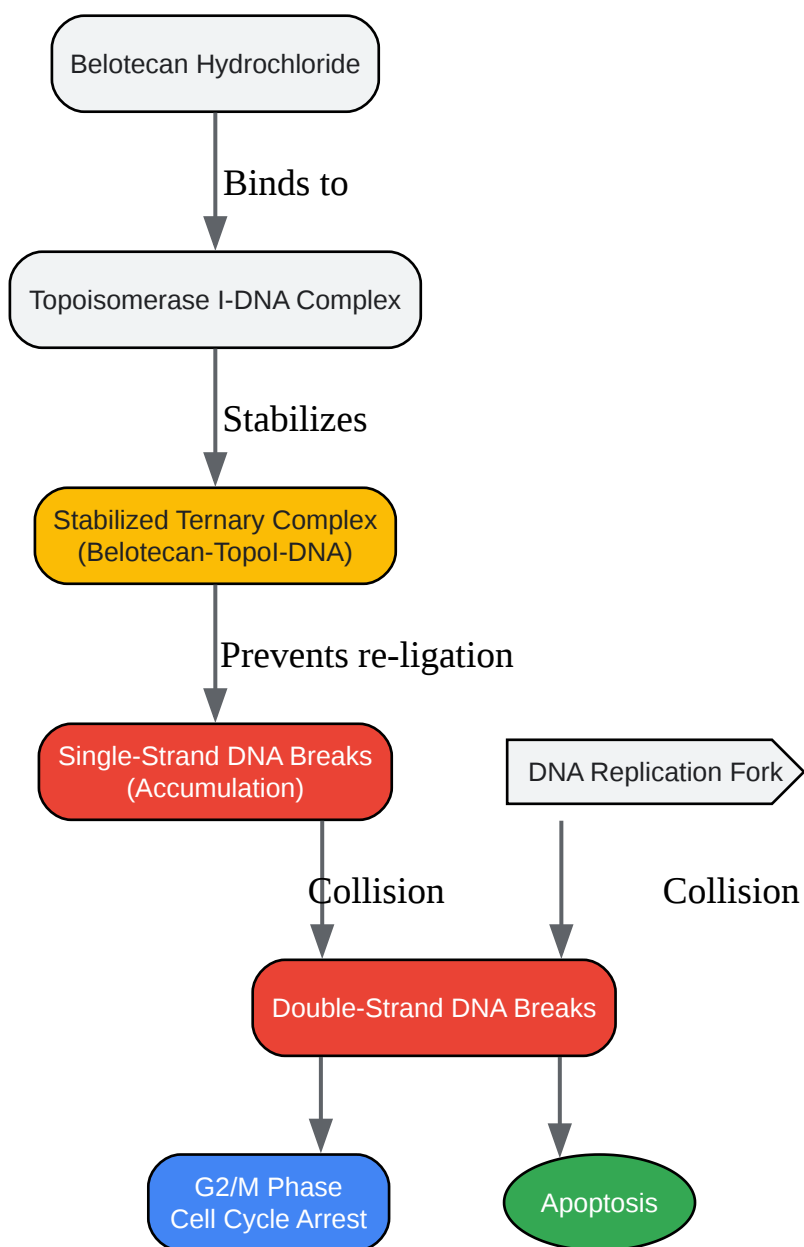 Belotecan Hydrochloride
Binds to
Topoisomerase I-DNA Complex
Stabilizes
Stabilized Ternary Complex
(Belotecan-TopoI-DNA)
Prevents re-ligation
Single-Strand DNA Breaks
(Accumulation)
DNA Replication Fork
Collision
Collision
Double-Strand DNA Breaks
G2/M Phase
Cell Cycle Arrest
Apoptosis